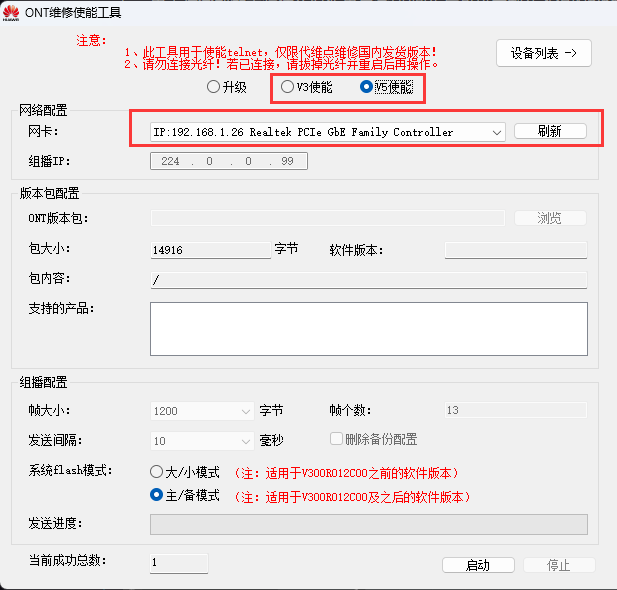 HUAWEI
ONT维修使能工具
注意:
1、此工具用于使能telnet，仅限代维点维修国内发货版本!
2、请勿连接光纤! 若已连接，请拔掉光纤并重启后再操作。
设备列表 ->
升级 V3使能 V5使能
网络配置
网卡: IP:192.168.1.26 Realtek PCIe GbE Family Controller 刷新
组播IP: 224 . 0 . 0 . 99
版本包配置
ONT版本包: 浏览
包大小: 14916 字节 软件版本:
包内容: /
支持的产品:
组播配置
帧大小: 1200 字节 帧个数: 13
发送间隔: 10 毫秒 删除备份配置
系统flash模式: 大/小模式 (注: 适用于V300R012C00之前的软件版本)
主/备模式 (注: 适用于V300R012C00及之后的软件版本)
发送进度:
当前成功总数: 1 启动 停止